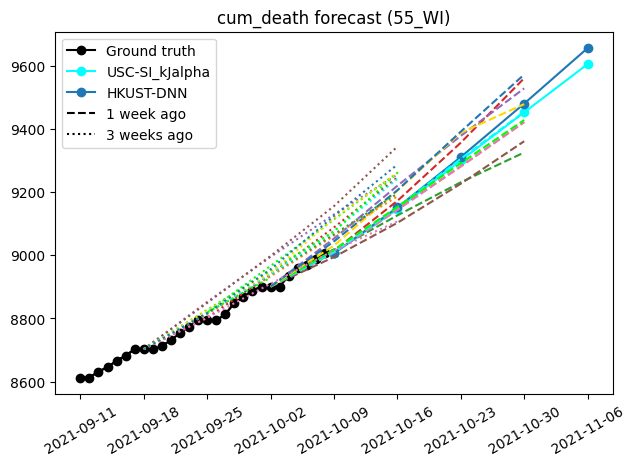 cum_death forecast (55_WI)
Ground truth
USC-SI_kJalpha
HKUST-DNN
1 week ago
3 weeks ago
9600
9400
9200
9000
8800
8600
2021-09-11
2021-09-18
2021-09-25
2021-10-02
2021-10-09
2021-10-16
2021-10-23
2021-10-30
2021-11-06